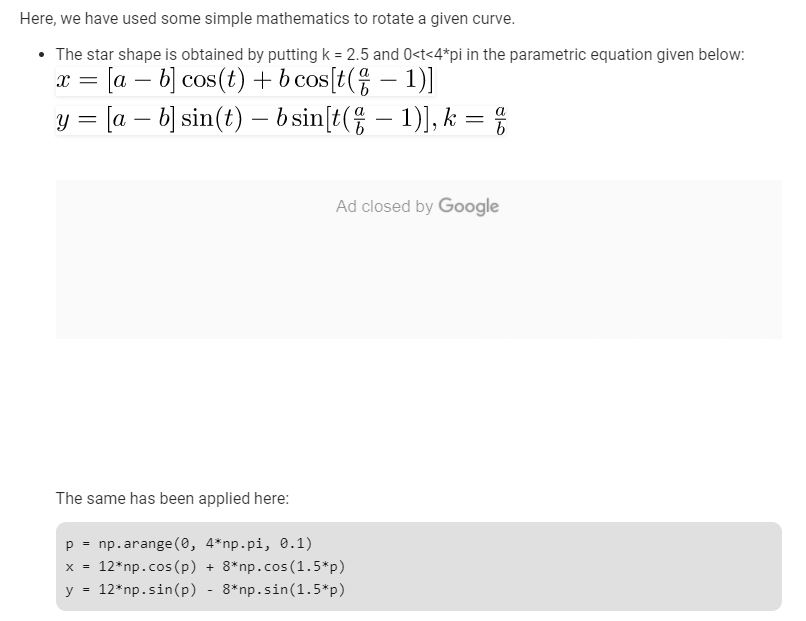 Here, we have used some simple mathematics to rotate a given curve.
• The star shape is obtained by putting k = 2.5 and 0<t<4*pi in the parametric equation given below:
x = [a − b] cos(t) + b cos[t(a/b − 1)]
y = [a − b] sin(t) − b sin[t(a/b − 1)], k = a/b
Ad closed by Google
The same has been applied here:
p = np.arange(0, 4*np.pi, 0.1)
x = 12*np.cos(p) + 8*np.cos(1.5*p)
y = 12*np.sin(p) - 8*np.sin(1.5*p)